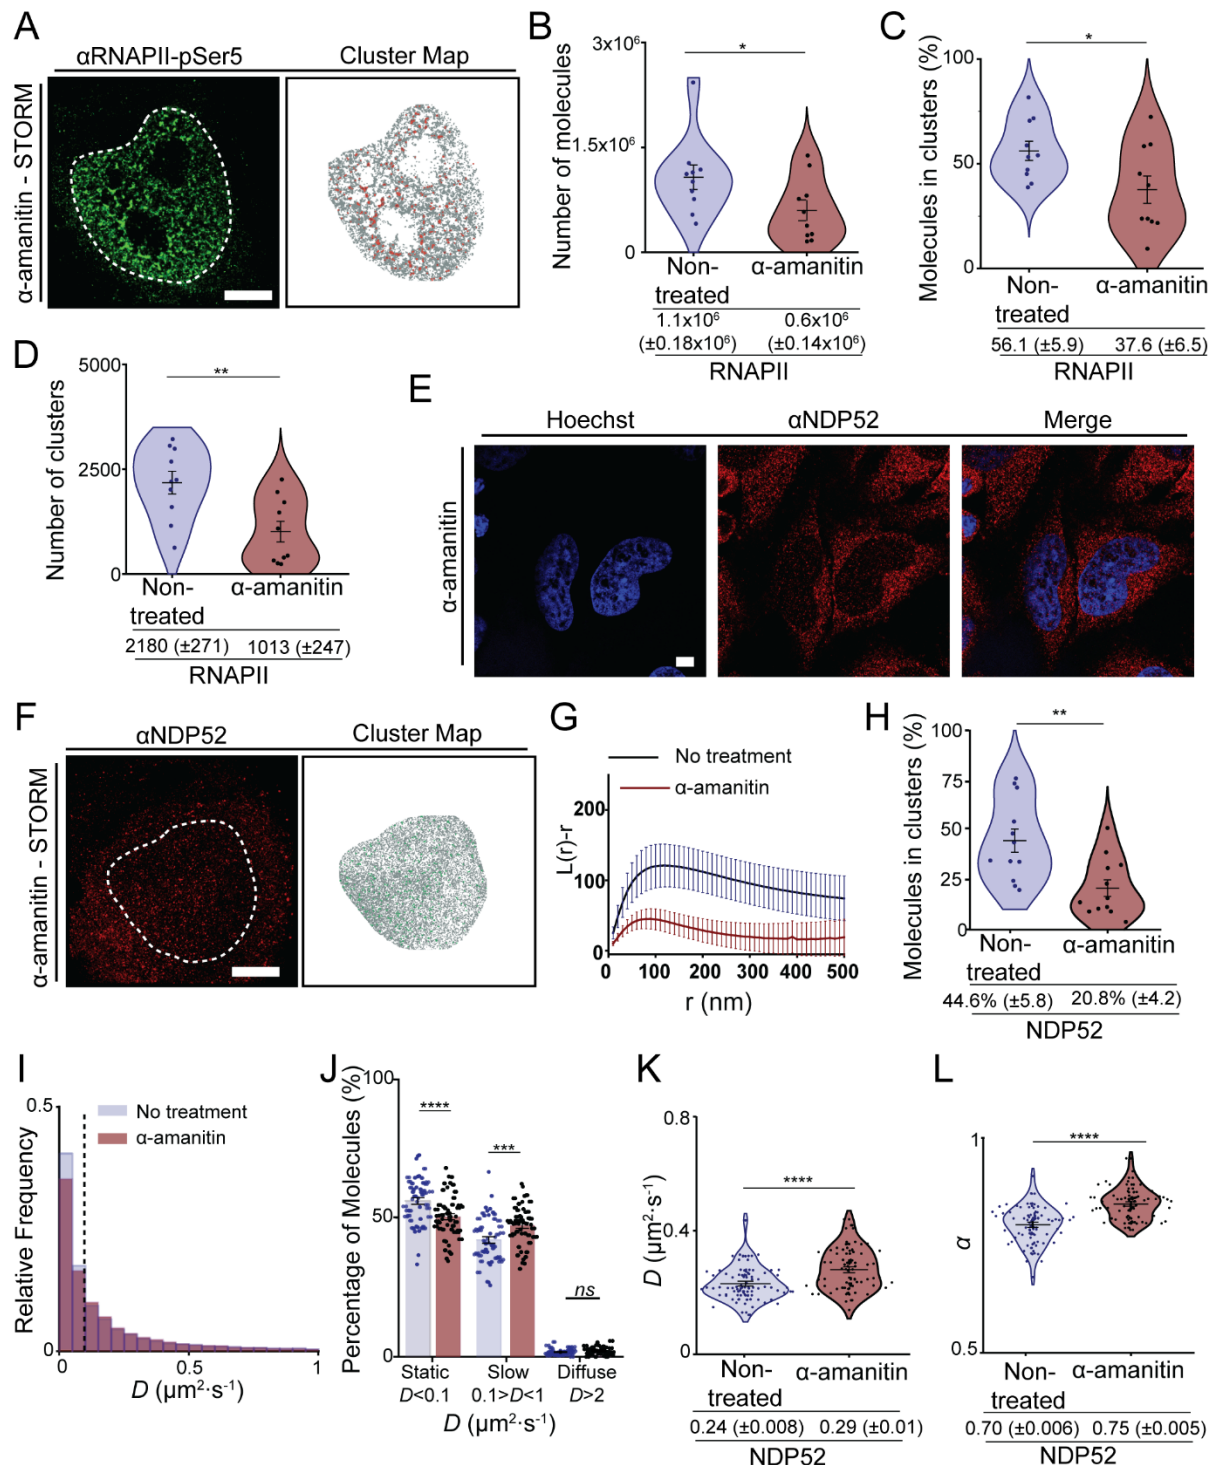 A
αRNAPII-pSer5
Cluster Map
α-amanitin - STORM
B
Number of molecules
3x10⁶
1.5x10⁶
0
*
Non-
treated
α-amanitin
1.1x10⁶
(±0.18x10⁶)
0.6x10⁶
(±0.14x10⁶)
RNAPII
C
Molecules in clusters (%)
100
50
0
*
Non-
treated
α-amanitin
56.1 (±5.9)
37.6 (±6.5)
RNAPII
D
Number of clusters
5000
2500
0
**
Non-
treated
α-amanitin
2180 (±271)
1013 (±247)
RNAPII
E
Hoechst
αNDP52
Merge
α-amanitin
F
αNDP52
Cluster Map
α-amanitin - STORM
G
No treatment
α-amanitin
L(r)-r
200
100
0
0
100
200
300
400
500
r (nm)
H
Molecules in clusters (%)
100
75
50
25
0
**
Non-
treated
α-amanitin
44.6% (±5.8)
20.8% (±4.2)
NDP52
I
Relative Frequency
0.5
0
No treatment
α-amanitin
0
0.5
1
D (µm²·s⁻¹)
J
Percentage of Molecules (%)
100
50
0
****
***
ns
Static
D<0.1
Slow
0.1>D<1
Diffuse
D>2
D (µm²·s⁻¹)
K
D (µm²·s⁻¹)
0.8
0.4
0
****
Non-
treated
α-amanitin
0.24 (±0.008)
0.29 (±0.01)
NDP52
L
α
1
0.5
****
Non-
treated
α-amanitin
0.70 (±0.006)
0.75 (±0.005)
NDP52